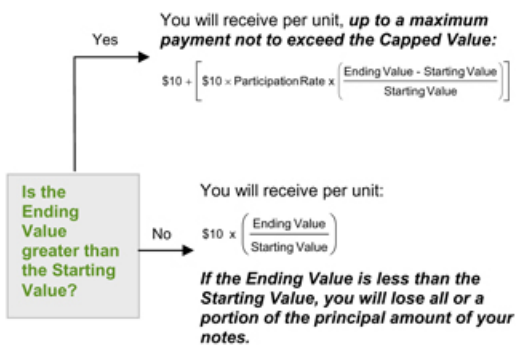 You will receive per unit, up to a maximum
Yes
payment not to exceed the Capped Value:
$10 + [ $10 × Participation Rate x ( Ending Value - Starting Value
Starting Value ) ]
Is the
Ending
Value
greater than
the Starting
Value?
No
You will receive per unit:
$10 x ( Ending Value
Starting Value )
If the Ending Value is less than the
Starting Value, you will lose all or a
portion of the principal amount of your
notes.